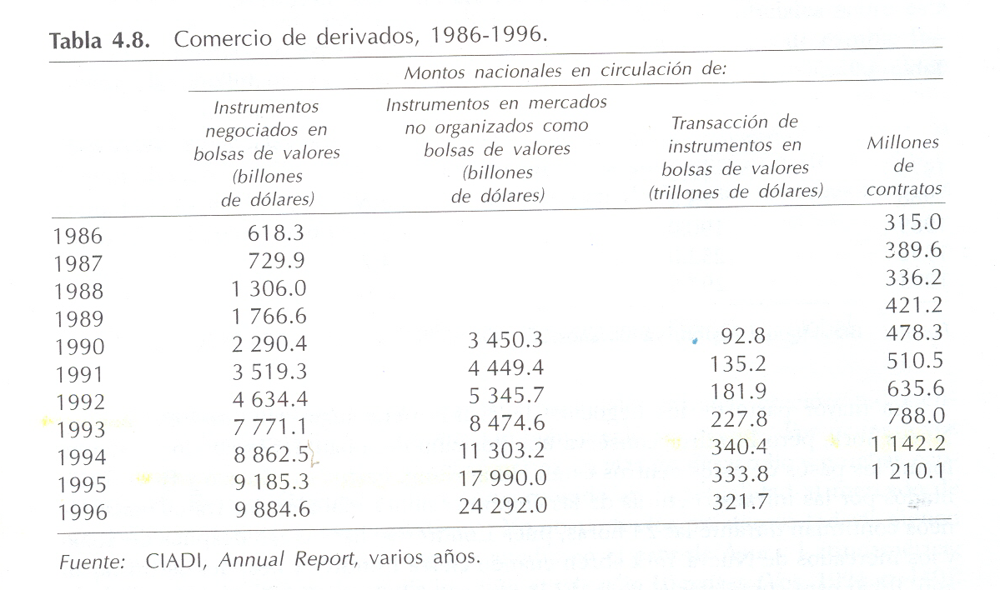 Tabla 4.8. Comercio de derivados, 1986-1996.
Montos nacionales en circulación de:
Instrumentos negociados en bolsas de valores (billones de dólares)
Instrumentos en mercados no organizados como bolsas de valores (billones de dólares)
Transacción de instrumentos en bolsas de valores (trillones de dólares)
Millones de contratos
1986 618.3 315.0
1987 729.9 389.6
1988 1 306.0 336.2
1989 1 766.6 421.2
1990 2 290.4 3 450.3 92.8 478.3
1991 3 519.3 4 449.4 135.2 510.5
1992 4 634.4 5 345.7 181.9 635.6
1993 7 771.1 8 474.6 227.8 788.0
1994 8 862.5 11 303.2 340.4 1 142.2
1995 9 185.3 17 990.0 333.8 1 210.1
1996 9 884.6 24 292.0 321.7
Fuente: CIADI, Annual Report, varios años.